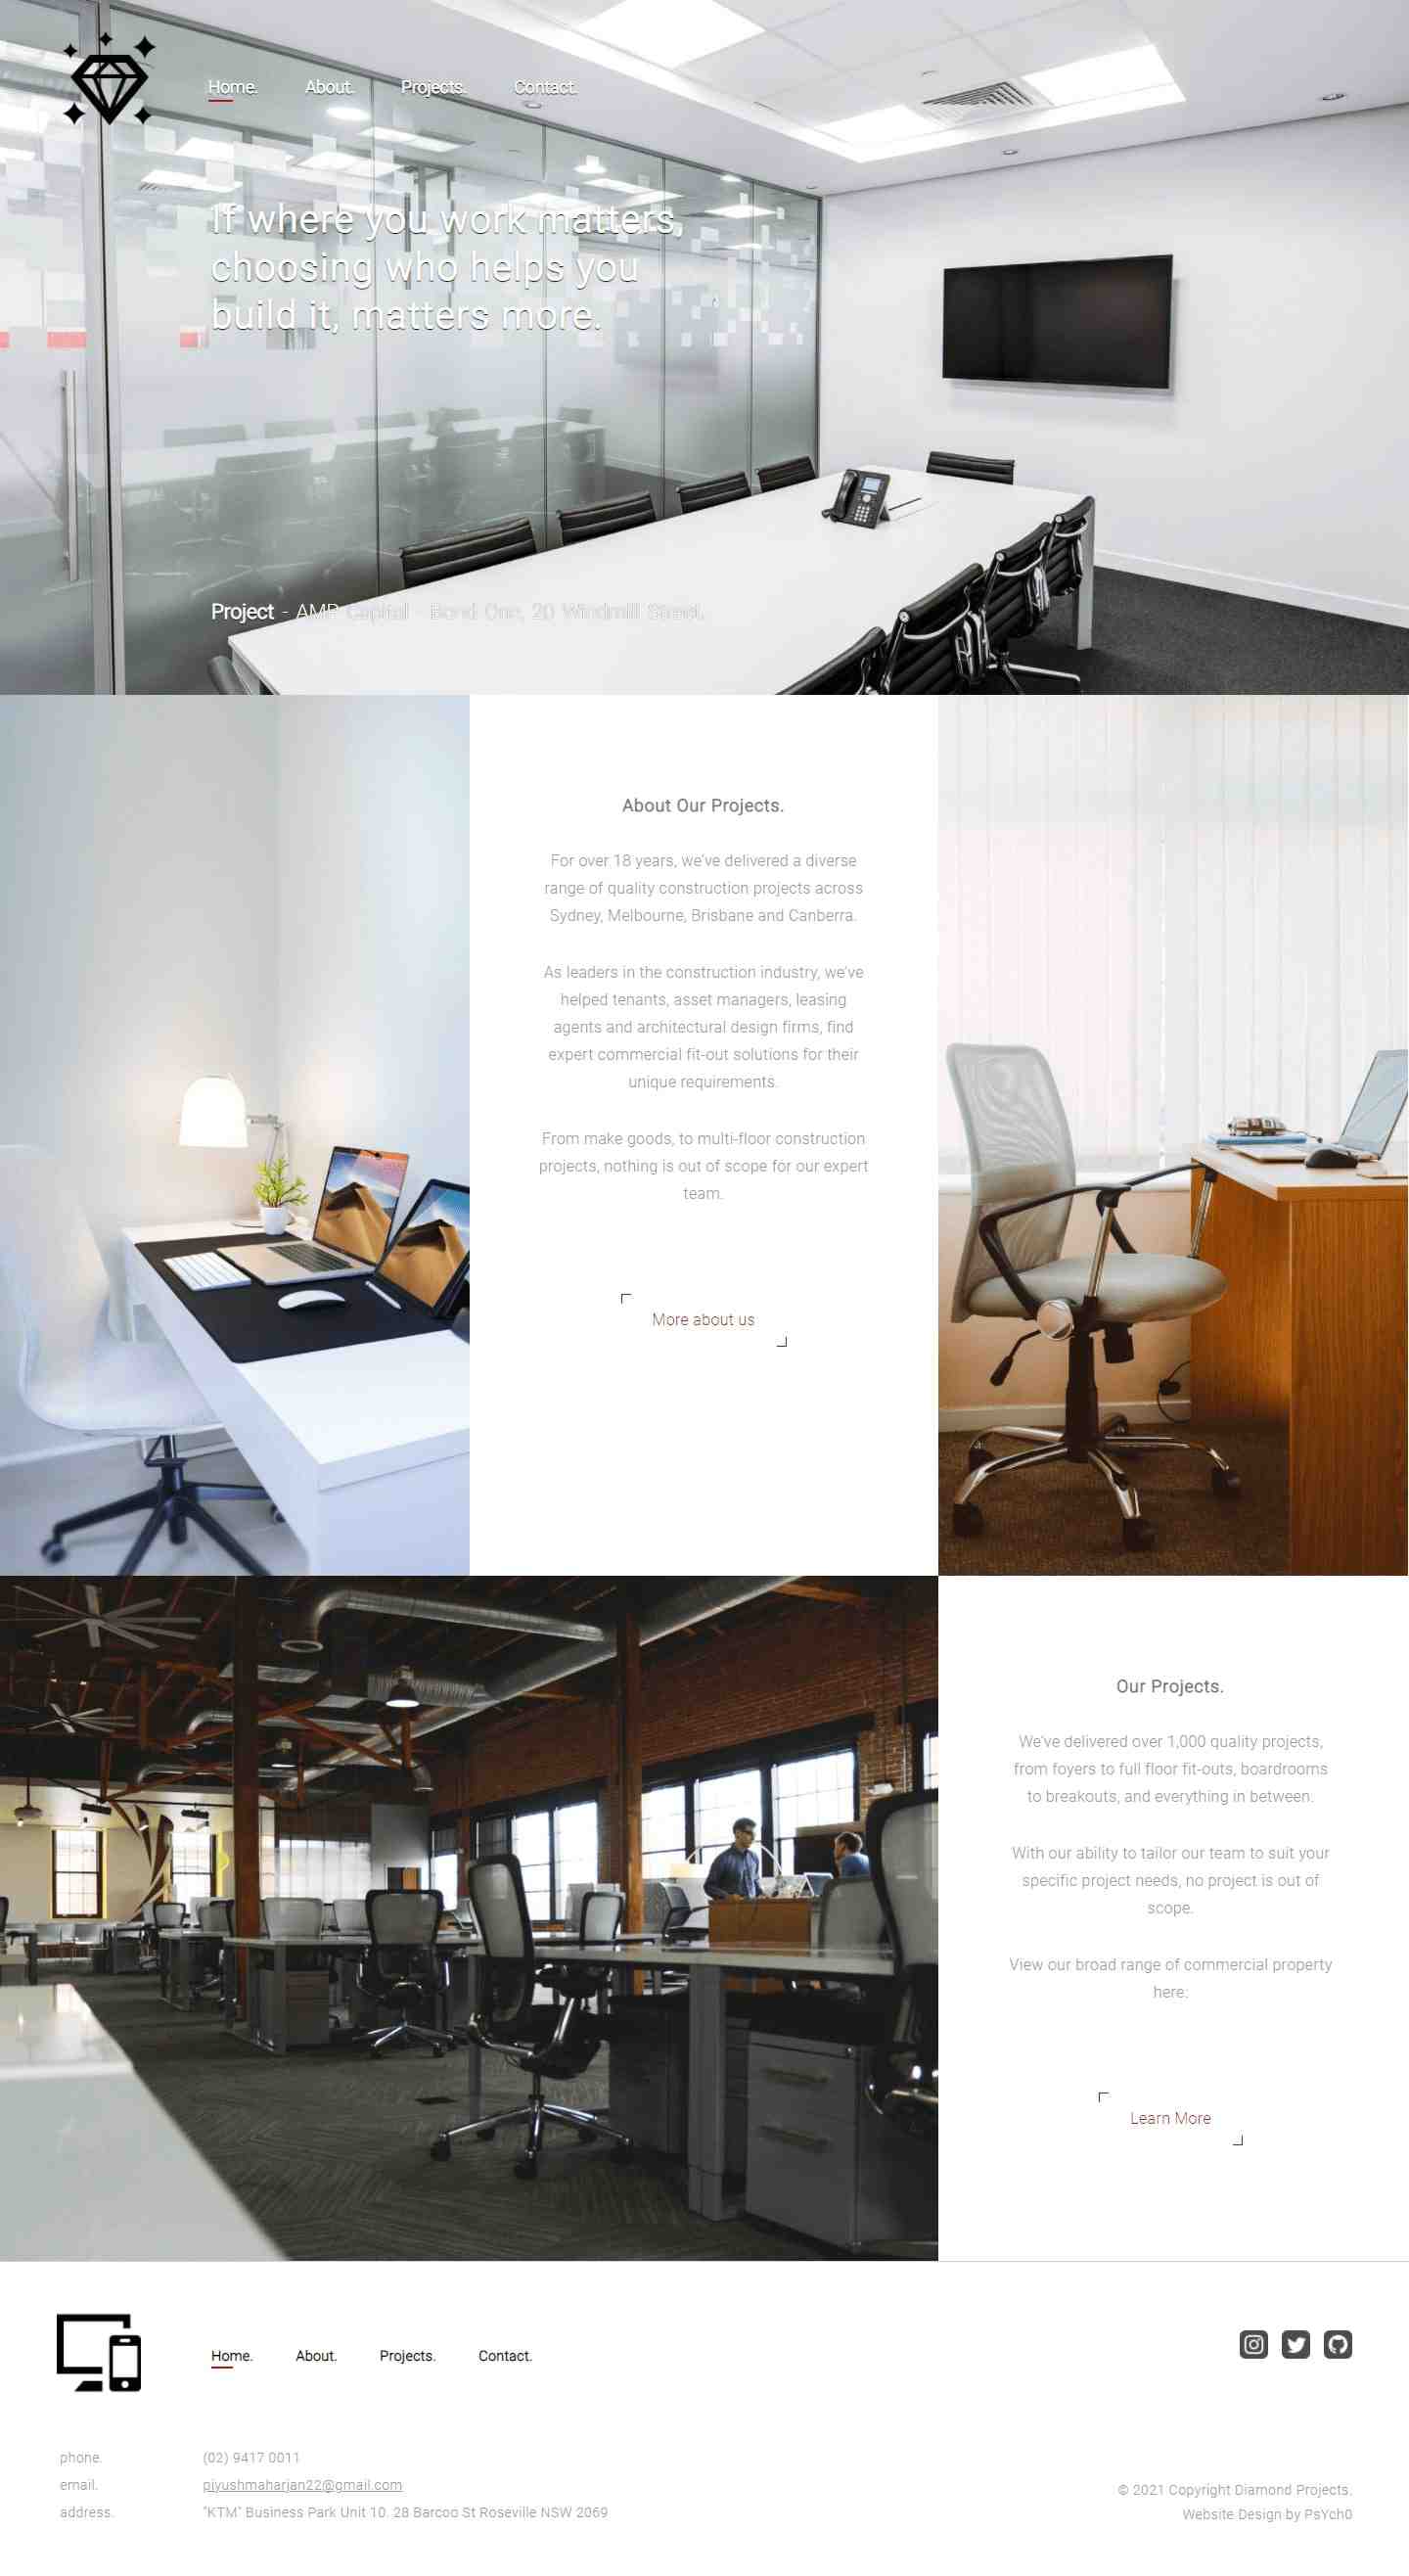 Home. About. Projects. Contact.
If where you work matters,
choosing who helps you
build it, matters more.
Project - AMP Capital - Bond One, 20 Windmill Street.
About Our Projects.
For over 18 years, we've delivered a diverse
range of quality construction projects across
Sydney, Melbourne, Brisbane and Canberra.
As leaders in the construction industry, we've
helped tenants, asset managers, leasing
agents and architectural design firms, find
expert commercial fit-out solutions for their
unique requirements.
From make goods, to multi-floor construction
projects, nothing is out of scope for our expert
team.
More about us
Our Projects.
We've delivered over 1,000 quality projects,
from foyers to full floor fit-outs, boardrooms
to breakouts, and everything in between.
With our ability to tailor our team to suit your
specific project needs, no project is out of
scope.
View our broad range of commercial property
here:
Learn More
Home. About. Projects. Contact.
phone. (02) 9417 0011
email. piyushmaharjan22@gmail.com
address. "KTM" Business Park Unit 10. 28 Barcoo St Roseville NSW 2069
© 2021 Copyright Diamond Projects.
Website Design by PsYch0